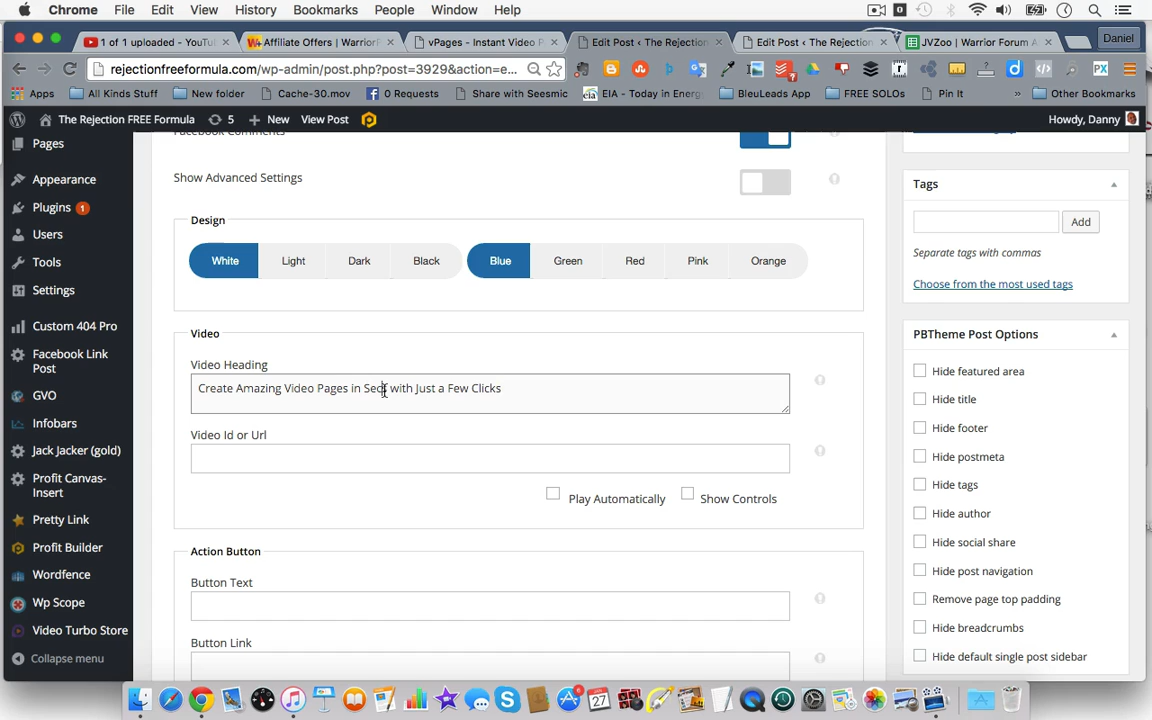 Chrome File Edit View History Bookmarks People Window Help
1 of 1 uploaded - YouTu
Affiliate Offers | WarriorP
vPages - Instant Video P
Edit Post ‹ The Rejection
Edit Post ‹ The Rejection
JVZoo | Warrior Forum A
Daniel
rejectionfreeformula.com/wp-admin/post.php?post=3929&action=e...
Apps All Kinds Stuff New folder Cache-30.mov 0 Requests Share with Seesmic EIA - Today in Energ BleuLeads App FREE SOLOs Pin It » Other Bookmarks
The Rejection FREE Formula 5 New View Post Howdy, Danny
Pages
Appearance
Plugins 1
Users
Tools
Settings
Custom 404 Pro
Facebook Link
Post
GVO
Infobars
Jack Jacker (gold)
Profit Canvas-
Insert
Pretty Link
Profit Builder
Wordfence
Wp Scope
Video Turbo Store
Collapse menu
Facebook Comments
Show Advanced Settings
Design
White Light Dark Black Blue Green Red Pink Orange
Video
Video Heading
Create Amazing Video Pages in Sec with Just a Few Clicks
Video Id or Url
Play Automatically Show Controls
Action Button
Button Text
Button Link
Tags
Add
Separate tags with commas
Choose from the most used tags
PBTheme Post Options
Hide featured area
Hide title
Hide footer
Hide postmeta
Hide tags
Hide author
Hide social share
Hide post navigation
Remove page top padding
Hide breadcrumbs
Hide default single post sidebar